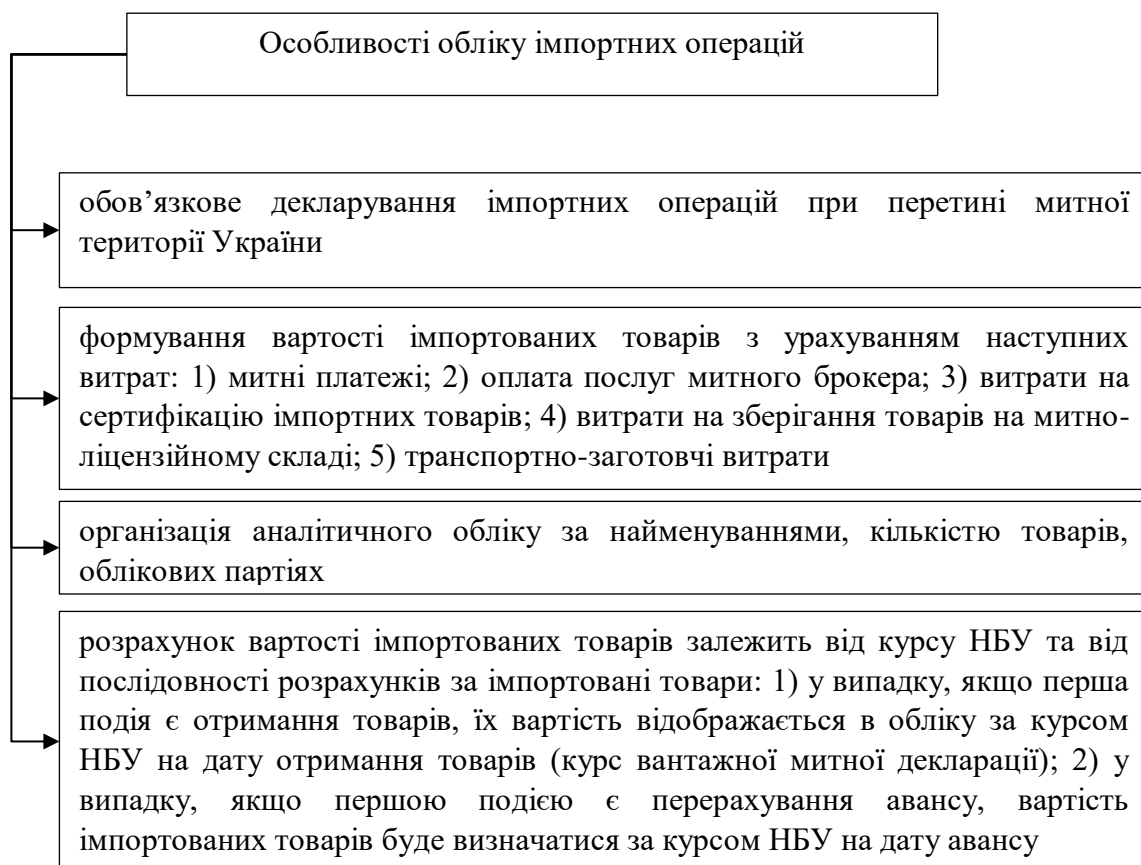 Особливості обліку імпортних операцій
обов’язкове декларування імпортних операцій при перетині митної
території України
формування вартості імпортованих товарів з урахуванням наступних
витрат: 1) митні платежі; 2) оплата послуг митного брокера; 3) витрати на
сертифікацію імпортних товарів; 4) витрати на зберігання товарів на митно-
ліцензійному складі; 5) транспортно-заготовчі витрати
організація аналітичного обліку за найменуваннями, кількістю товарів,
облікових партіях
розрахунок вартості імпортованих товарів залежить від курсу НБУ та від
послідовності розрахунків за імпортовані товари: 1) у випадку, якщо перша
подія є отримання товарів, їх вартість відображається в обліку за курсом
НБУ на дату отримання товарів (курс вантажної митної декларації); 2) у
випадку, якщо першою подією є перерахування авансу, вартість
імпортованих товарів буде визначатися за курсом НБУ на дату авансу